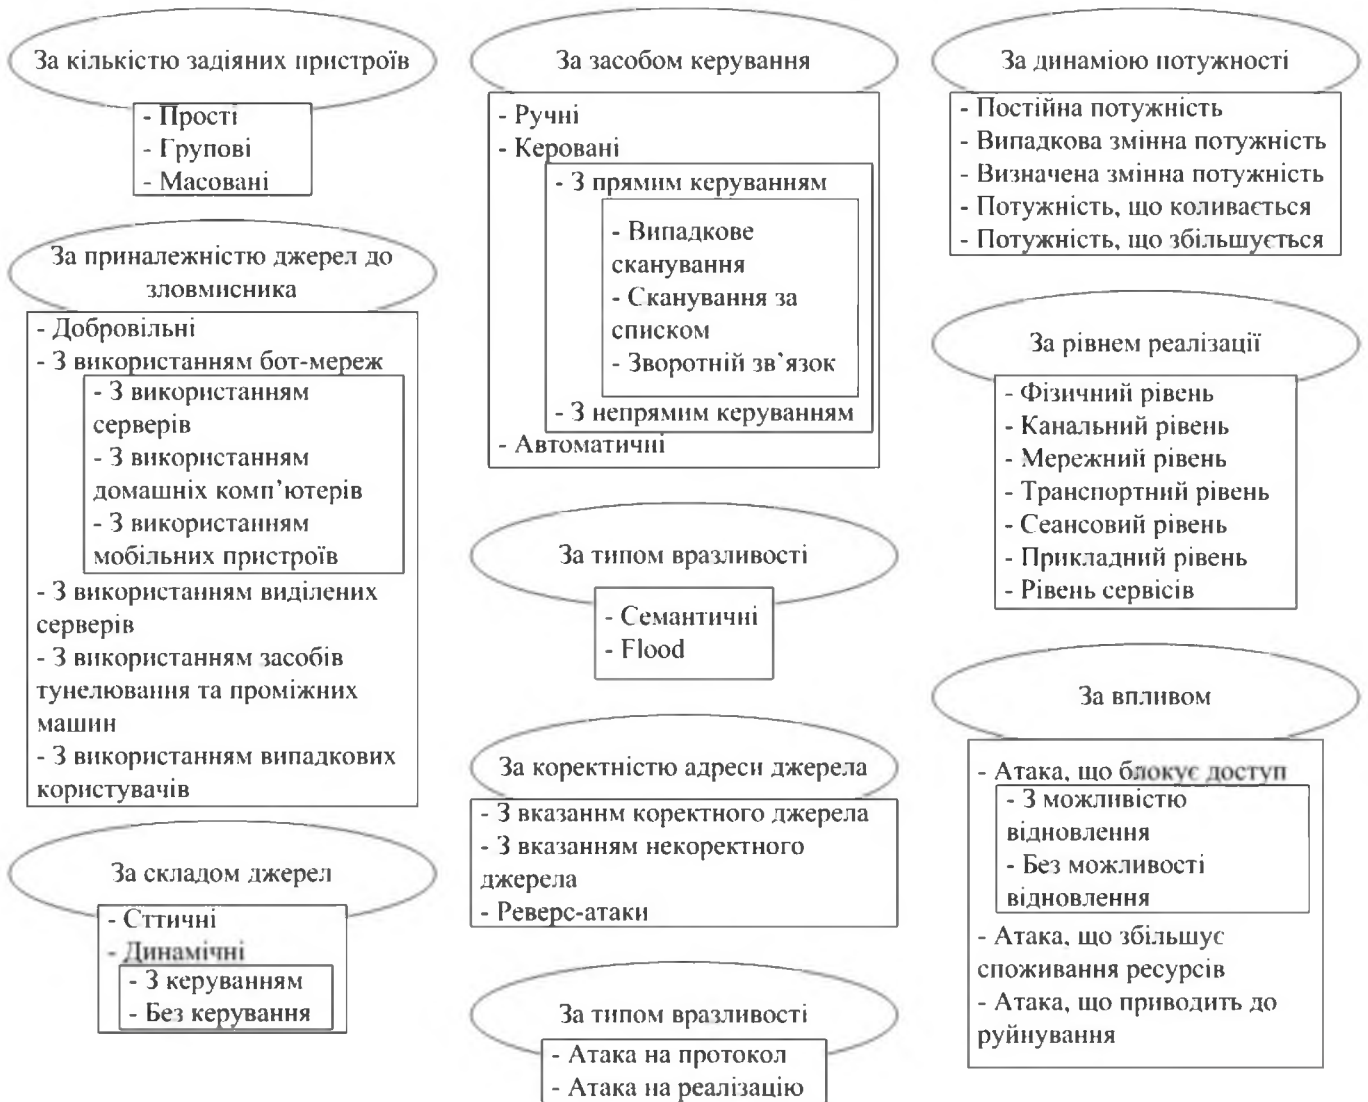 За кількістю задіяних пристроїв
- Прості
- Групові
- Масовані
За приналежністю джерел до
зловмисника
- Добровільні
- З використанням бот-мереж
- З використанням
серверів
- З використанням
домашніх комп'ютерів
- З використанням
мобільних пристроїв
- З використанням виділених
серверів
- З використанням засобів
тунелювання та проміжних
машин
- З використанням випадкових
користувачів
За складом джерел
- Сттичні
- Динамічні
- З керуванням
- Без керування
За засобом керування
- Ручні
- Керовані
- З прямим керуванням
- Випадкове
сканування
- Сканування за
списком
- Зворотній зв'язок
- З непрямим керуванням
- Автоматичні
За типом вразливості
- Семантичні
- Flood
За коректністю адреси джерела
- З вказаннм коректного джерела
- З вказанням некоректного
джерела
- Реверс-атаки
За типом вразливості
- Атака на протокол
- Атака на реалізацію
За динаміою потужності
- Постійна потужність
- Випадкова змінна потужність
- Визначена змінна потужність
- Потужність, що коливається
- Потужність, що збільшується
За рівнем реалізації
- Фізичний рівень
- Канальний рівень
- Мережний рівень
- Транспортний рівень
- Сеансовий рівень
- Прикладний рівень
- Рівень сервісів
За впливом
- Атака, що блокує доступ
- З можливістю
відновлення
- Без можливості
відновлення
- Атака, що збільшує
споживання ресурсів
- Атака, що приводить до
руйнування